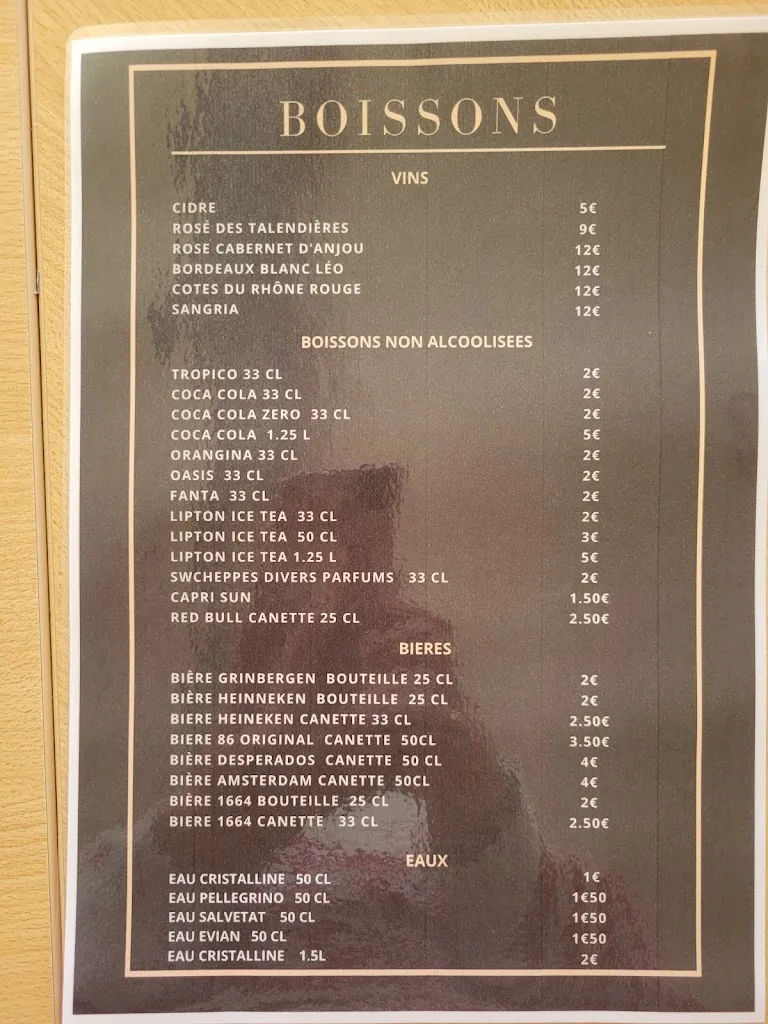 BOISSONS
VINS
CIDRE 5€
ROSÉ DES TALENDIÈRES 9€
ROSE CABERNET D'ANJOU 12€
BORDEAUX BLANC LÉO 12€
COTES DU RHÔNE ROUGE 12€
SANGRIA 12€
BOISSONS NON ALCOOLISEES
TROPICO 33 CL 2€
COCA COLA 33 CL 2€
COCA COLA ZERO 33 CL 2€
COCA COLA 1.25 L 5€
ORANGINA 33 CL 2€
OASIS 33 CL 2€
FANTA 33 CL 2€
LIPTON ICE TEA 33 CL 2€
LIPTON ICE TEA 50 CL 3€
LIPTON ICE TEA 1.25 L 5€
SWCHEPPES DIVERS PARFUMS 33 CL 2€
CAPRI SUN 1.50€
RED BULL CANETTE 25 CL 2.50€
BIERES
BIÈRE GRINBERGEN BOUTEILLE 25 CL 2€
BIÈRE HEINNEKEN BOUTEILLE 25 CL 2€
BIERE HEINEKEN CANETTE 33 CL 2.50€
BIERE 86 ORIGINAL CANETTE 50CL 3.50€
BIÈRE DESPERADOS CANETTE 50 CL 4€
BIÈRE AMSTERDAM CANETTE 50CL 4€
BIÈRE 1664 BOUTEILLE 25 CL 2€
BIERE 1664 CANETTE 33 CL 2.50€
EAUX
EAU CRISTALLINE 50 CL 1€
EAU PELLEGRINO 50 CL 1€50
EAU SALVETAT 50 CL 1€50
EAU EVIAN 50 CL 1€50
EAU CRISTALLINE 1.5L 2€